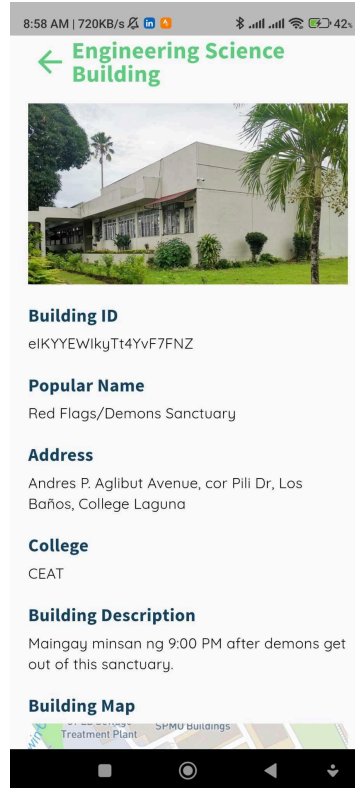 8:58 AM | 720KB/s
42%
Engineering Science
Building
Building ID
eIKYYEWIkyTt4YvF7FNZ
Popular Name
Red Flags/Demons Sanctuary
Address
Andres P. Aglibut Avenue, cor Pili Dr, Los
Baños, College Laguna
College
CEAT
Building Description
Maingay minsan ng 9:00 PM after demons get
out of this sanctuary.
Building Map
SPMU Buildings
Treatment Plant